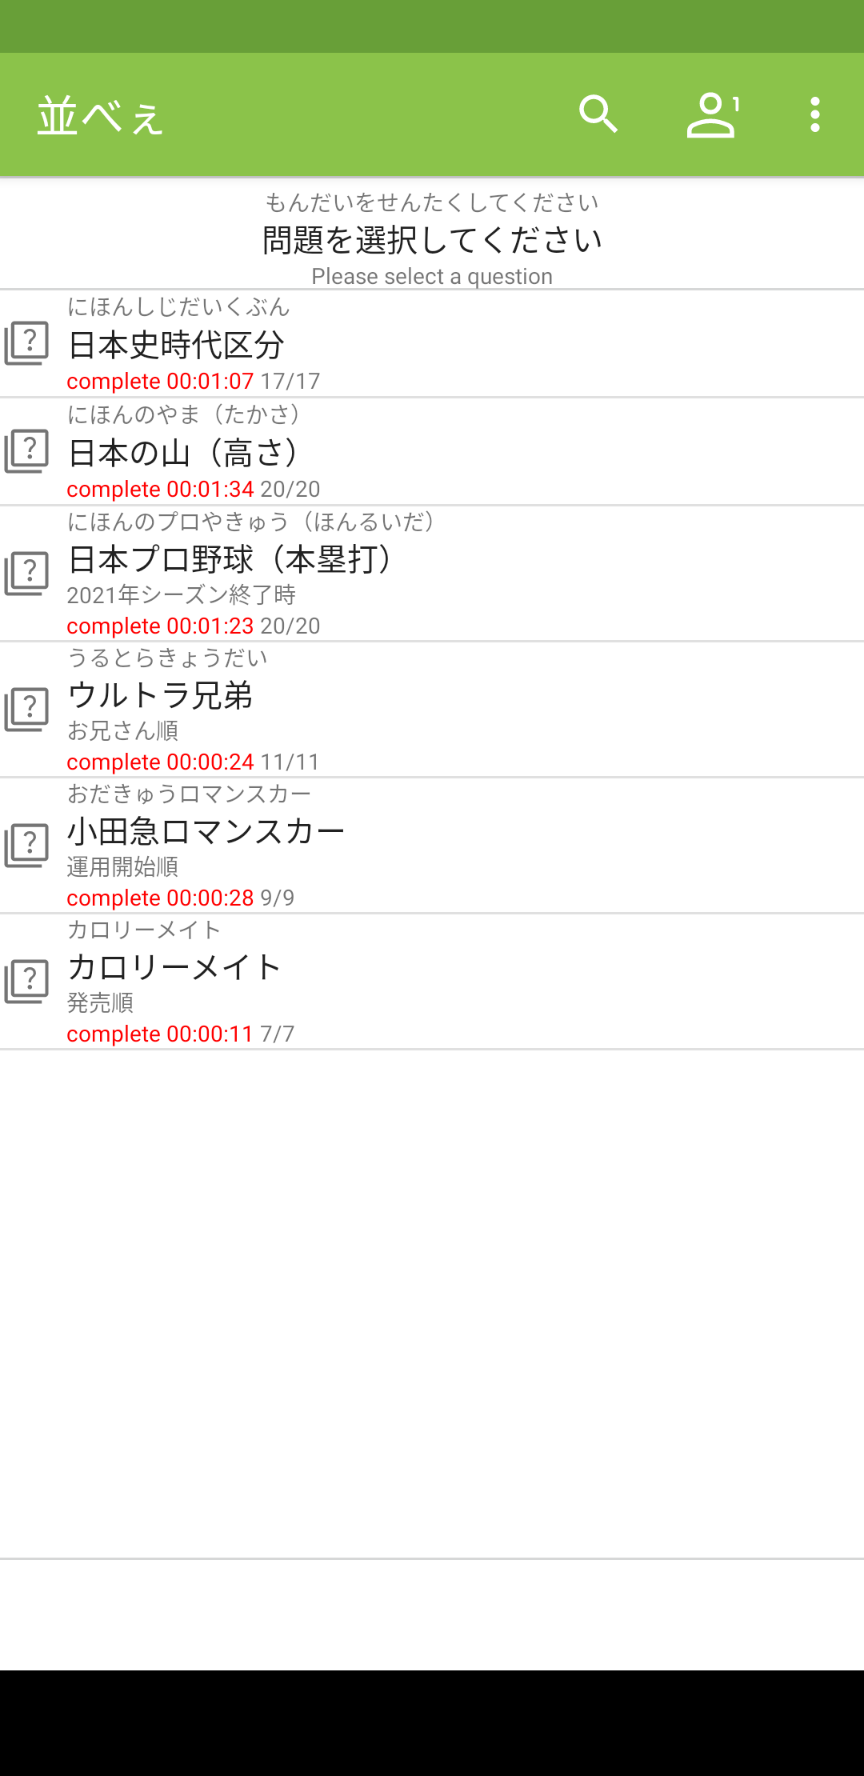 並べぇ
1
もんだいをせんたくしてください
問題を選択してください
Please select a question
にほんしじだいくぶん
日本史時代区分
complete 00:01:07 17/17
にほんのやま（たかさ）
日本の山（高さ）
complete 00:01:34 20/20
にほんのプロやきゅう（ほんるいだ）
日本プロ野球（本塁打）
2021年シーズン終了時
complete 00:01:23 20/20
うるとらきょうだい
ウルトラ兄弟
お兄さん順
complete 00:00:24 11/11
おだきゅうロマンスカー
小田急ロマンスカー
運用開始順
complete 00:00:28 9/9
カロリーメイト
カロリーメイト
発売順
complete 00:00:11 7/7